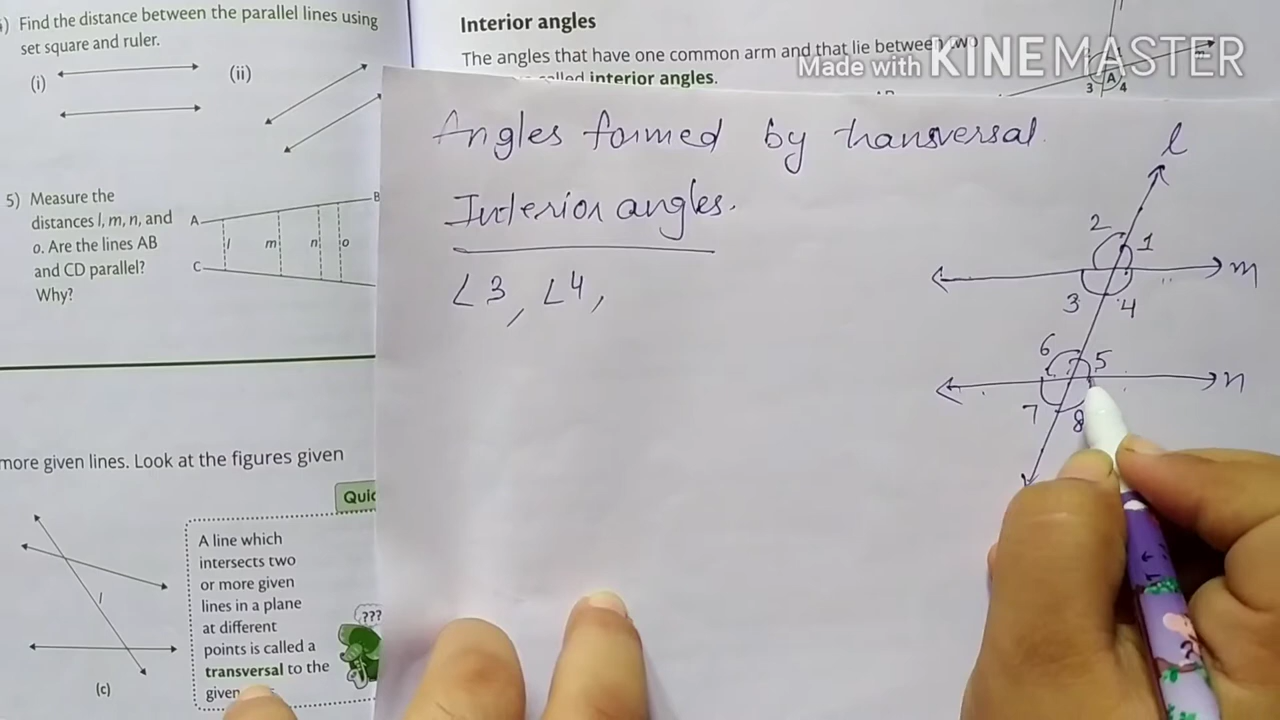 Find the distance between the parallel lines using
set square and ruler.
(i)
(ii)
5) Measure the
distances l, m, n, and
o. Are the lines AB
and CD parallel?
Why?
A
B
C
l
m
n
o
more given lines. Look at the figures given
l
(c)
A line which
intersects two
or more given
lines in a plane
at different
points is called a
transversal to the
given
???
Interior angles
The angles that have one common arm and that lie between two
called interior angles.
3 A 4
Made with KINEMASTER
Angles formed by transversal.
Interior angles.
∠3, ∠4,
l
2
1
m
3
4
6
5
n
7
8